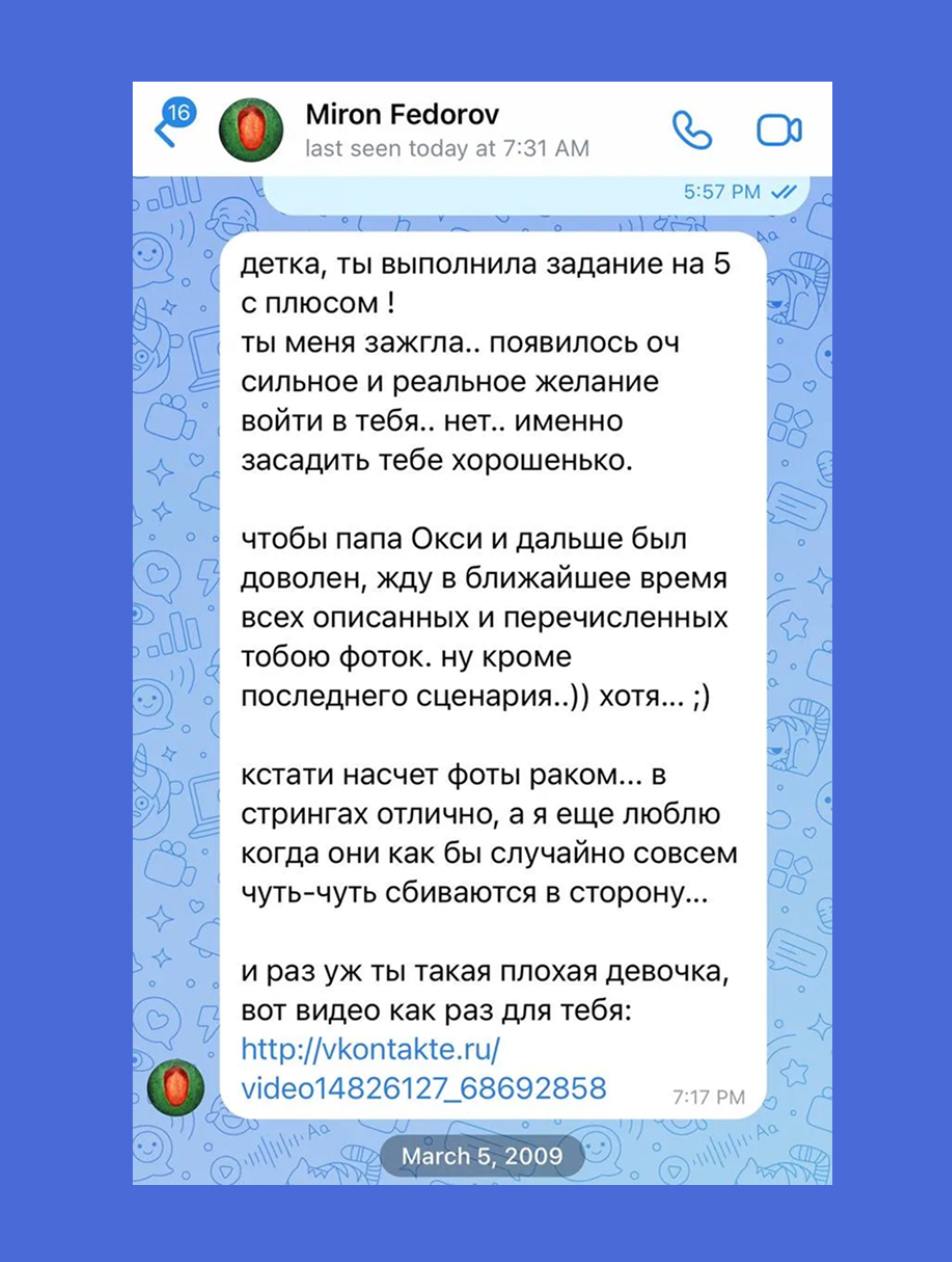 16
Miron Fedorov
last seen today at 7:31 AM
5:57 PM
детка, ты выполнила задание на 5
с плюсом !
ты меня зажгла.. появилось оч
сильное и реальное желание
войти в тебя.. нет.. именно
засадить тебе хорошенько.
чтобы папа Окси и дальше был
доволен, жду в ближайшее время
всех описанных и перечисленных
тобою фоток. ну кроме
последнего сценария..)) хотя... ;)
кстати насчет фоты раком... в
стрингах отлично, а я еще люблю
когда они как бы случайно совсем
чуть-чуть сбиваются в сторону...
и раз уж ты такая плохая девочка,
вот видео как раз для тебя:
http://vkontakte.ru/
video14826127_68692858
7:17 PM
March 5, 2009